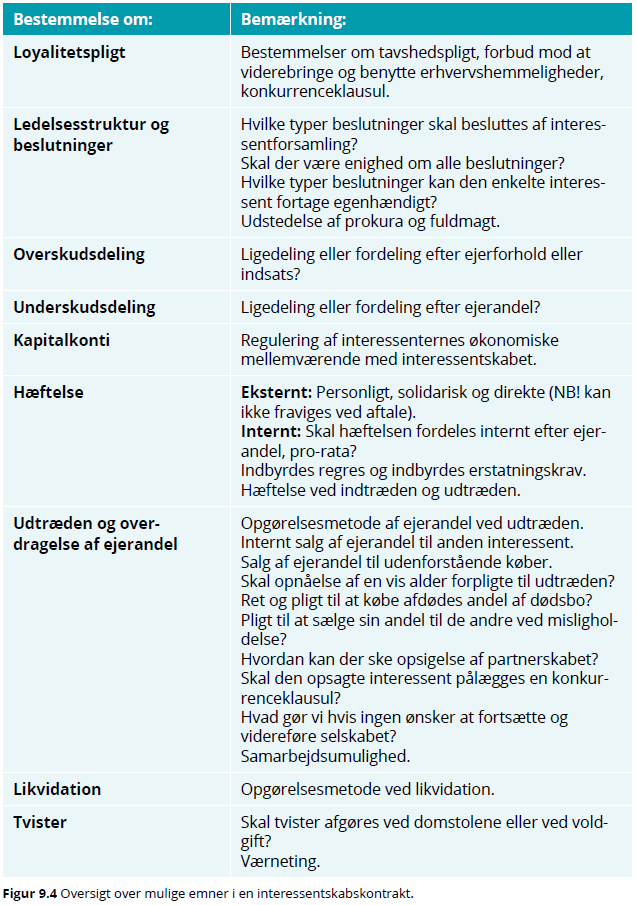 Bestemmelse om:
Bemærkning:
Loyalitetspligt
Bestemmelser om tavshedspligt, forbud mod at
viderebringe og benytte erhvervshemmeligheder,
konkurrenceklausul.
Ledelsesstruktur og
beslutninger
Hvilke typer beslutninger skal besluttes af interes-
sentforsamling?
Skal der være enighed om alle beslutninger?
Hvilke typer beslutninger kan den enkelte interes-
sent fortage egenhændigt?
Udstedelse af prokura og fuldmagt.
Overskudsdeling
Ligedeling eller fordeling efter ejerforhold eller
indsats?
Underskudsdeling
Ligedeling eller fordeling efter ejerandel?
Kapitalkonti
Regulering af interessenternes økonomiske
mellemværende med interessentskabet.
Hæftelse
Eksternt: Personligt, solidarisk og direkte (NB! kan
ikke fraviges ved aftale).
Internt: Skal hæftelsen fordeles internt efter ejer-
andel, pro-rata?
Indbyrdes regres og indbyrdes erstatningskrav.
Hæftelse ved indtræden og udtræden.
Udtræden og over-
dragelse af ejerandel
Opgørelsesmetode af ejerandel ved udtræden.
Internt salg af ejerandel til anden interessent.
Salg af ejerandel til udenforstående køber.
Skal opnåelse af en vis alder forpligte til udtræden?
Ret og pligt til at købe afdødes andel af dødsbo?
Pligt til at sælge sin andel til de andre ved mislighol-
delse?
Hvordan kan der ske opsigelse af partnerskabet?
Skal den opsagte interessent pålægges en konkur-
renceklausul?
Hvad gør vi hvis ingen ønsker at fortsætte og
videreføre selskabet?
Samarbejdsumulighed.
Likvidation
Opgørelsesmetode ved likvidation.
Tvister
Skal tvister afgøres ved domstolene eller ved vold-
gift?
Værneting.
Figur 9.4 Oversigt over mulige emner i en interessentskabskontrakt.